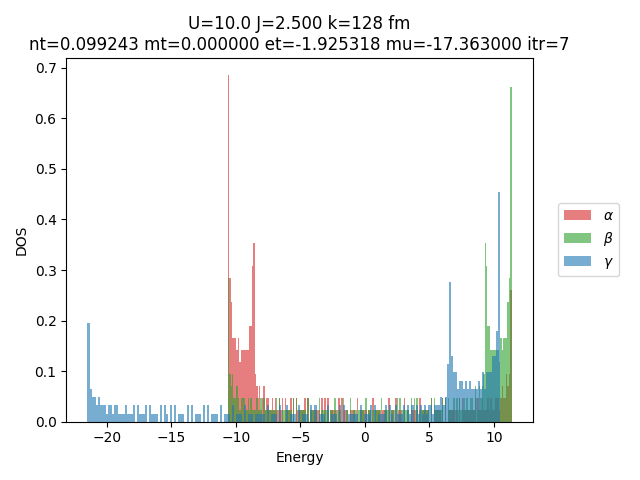 U=10.0 J=2.500 k=128 fm
nt=0.099243 mt=0.000000 et=-1.925318 mu=-17.363000 itr=7
0.7
0.6
0.5
0.4
0.3
0.2
0.1
0.0
DOS
α
β
γ
−20
−15
−10
−5
0
5
10
Energy